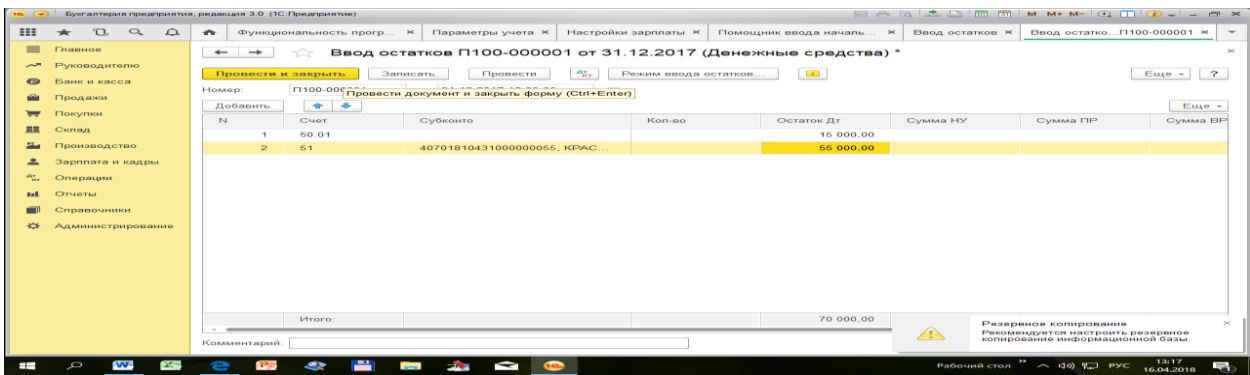 Бухгалтерия предприятия, редакция 3.0 (1С:Предприятие)
M M+ M-
Функциональность прогр... Параметры учета Настройки зарплаты Помощник ввода началь... Ввод остатков Ввод остатко...П100-000001
Главное
Руководителю
Банк и касса
Продажи
Покупки
Склад
Производство
Зарплата и кадры
Операции
Отчеты
Справочники
Администрирование
Ввод остатков П100-000001 от 31.12.2017 (Денежные средства) *
Провести и закрыть Записать Провести Дт Кт Режим ввода остатков... Еще ?
Номер:
Провести документ и закрыть форму (Ctrl+Enter)
Добавить Еще
N Счет Субконто Кол-во Остаток Дт Сумма НУ Сумма ПР Сумма ВР
1 50.01 15 000,00
2 51 40701810431000000055, КРАС... 55 000,00
Итого: 70 000,00
Комментарий:
Резервное копирование
Рекомендуется настроить резервное
копирование информационной базы.
Рабочий стол РУС 13:17
16.04.2018